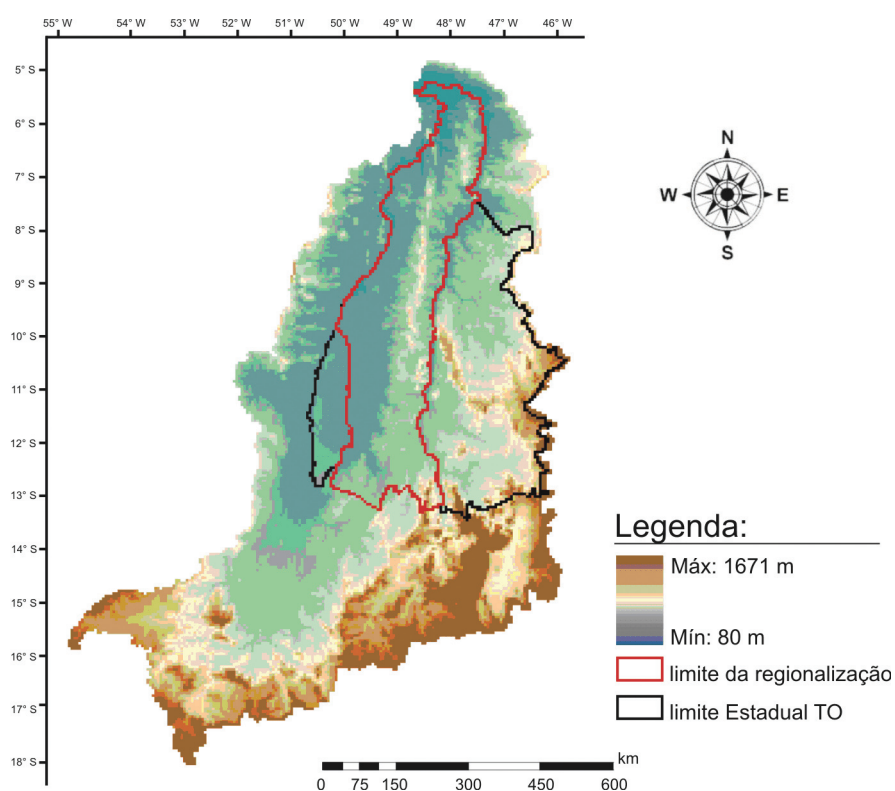 55° W 54° W 53° W 52° W 51° W 50° W 49° W 48° W 47° W 46° W
5° S
6° S
7° S
8° S
9° S
10° S
11° S
12° S
13° S
14° S
15° S
16° S
17° S
18° S
N
W E
S
Legenda:
Máx: 1671 m
Mín: 80 m
limite da regionalização
limite Estadual TO
km
0 75 150 300 450 600